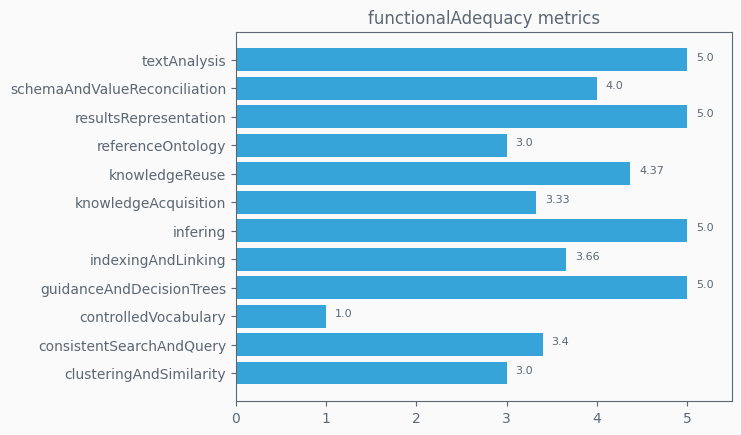 functionalAdequacy metrics
textAnalysis 5.0
schemaAndValueReconciliation 4.0
resultsRepresentation 5.0
referenceOntology 3.0
knowledgeReuse 4.37
knowledgeAcquisition 3.33
infering 5.0
indexingAndLinking 3.66
guidanceAndDecisionTrees 5.0
controlledVocabulary 1.0
consistentSearchAndQuery 3.4
clusteringAndSimilarity 3.0
0 1 2 3 4 5